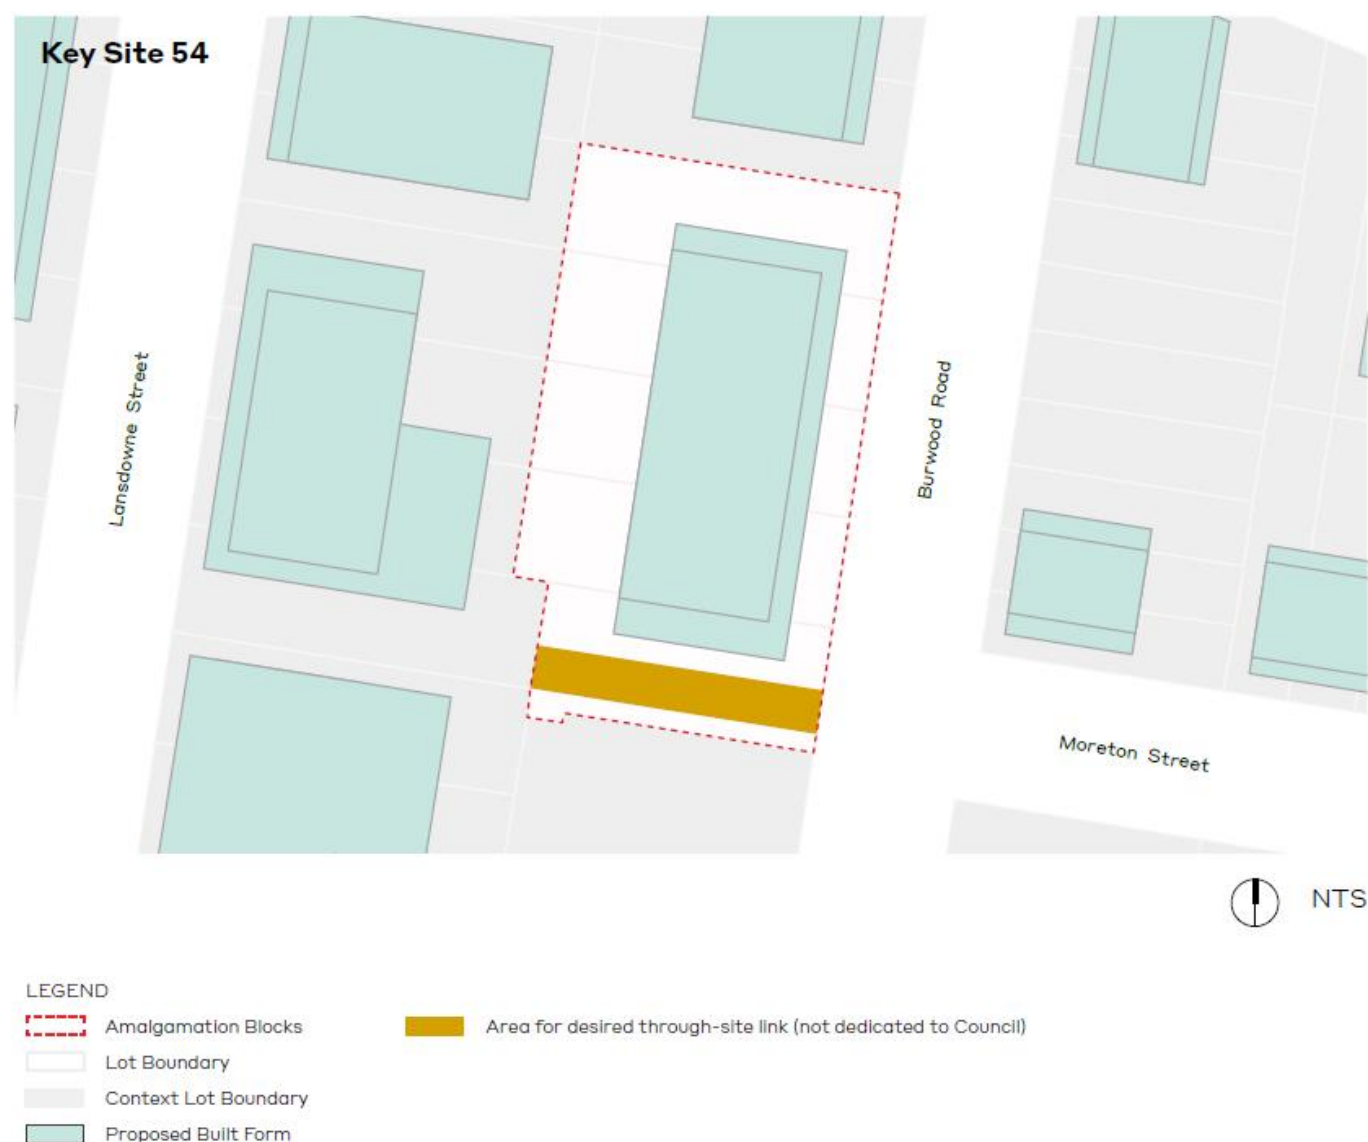 Key Site 54
Lansdowne Street
Burwood Road
Moreton Street
NTS
LEGEND
Amalgamation Blocks
Area for desired through-site link (not dedicated to Council)
Lot Boundary
Context Lot Boundary
Proposed Built Form